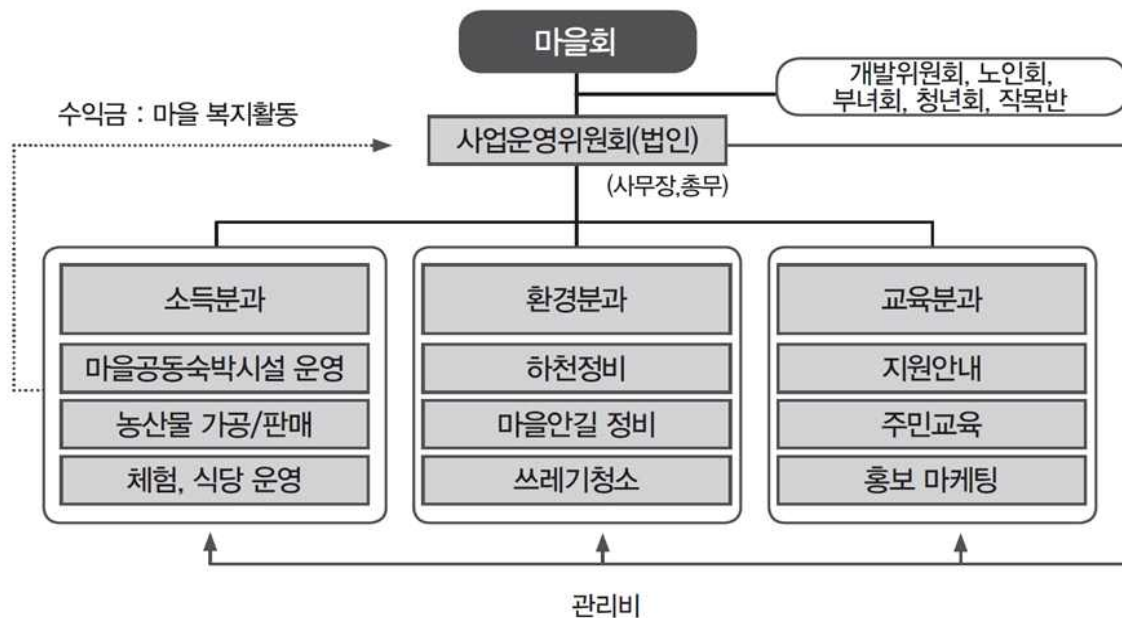 마을회
개발위원회, 노인회,
부녀회, 청년회, 작목반
수익금 : 마을 복지활동
사업운영위원회(법인)
(사무장,총무)
소득분과
마을공동숙박시설 운영
농산물 가공/판매
체험, 식당 운영
환경분과
하천정비
마을안길 정비
쓰레기청소
교육분과
지원안내
주민교육
홍보 마케팅
관리비